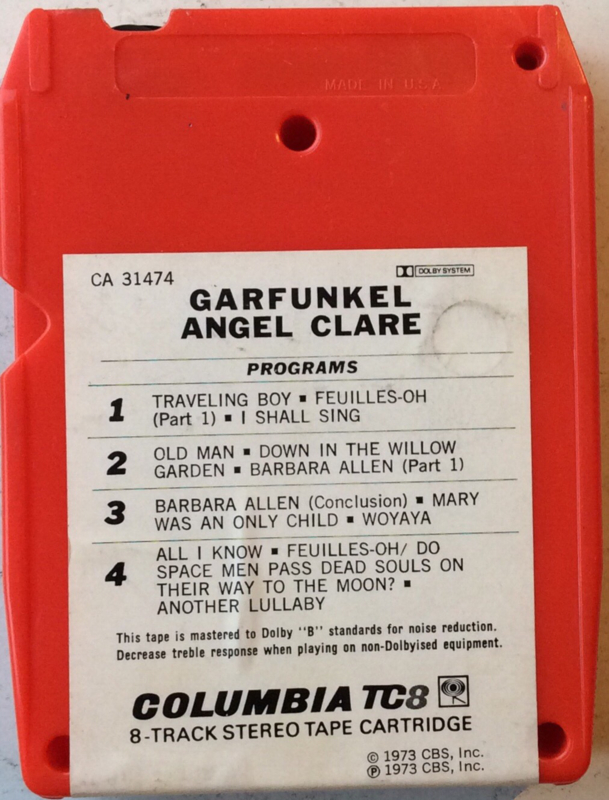 MADE IN U.S.A.
CA 31474
DOLBY SYSTEM
GARFUNKEL
ANGEL CLARE
PROGRAMS
1 TRAVELING BOY ▪ FEUILLES-OH
(Part 1) ▪ I SHALL SING
2 OLD MAN ▪ DOWN IN THE WILLOW
GARDEN ▪ BARBARA ALLEN (Part 1)
3 BARBARA ALLEN (Conclusion) ▪ MARY
WAS AN ONLY CHILD ▪ WOYAYA
4 ALL I KNOW ▪ FEUILLES-OH/ DO
SPACE MEN PASS DEAD SOULS ON
THEIR WAY TO THE MOON? ▪
ANOTHER LULLABY
This tape is mastered to Dolby "B" standards for noise reduction.
Decrease treble response when playing on non-Dolbyised equipment.
COLUMBIA TC8
8-TRACK STEREO TAPE CARTRIDGE
© 1973 CBS, Inc.
℗ 1973 CBS, Inc.